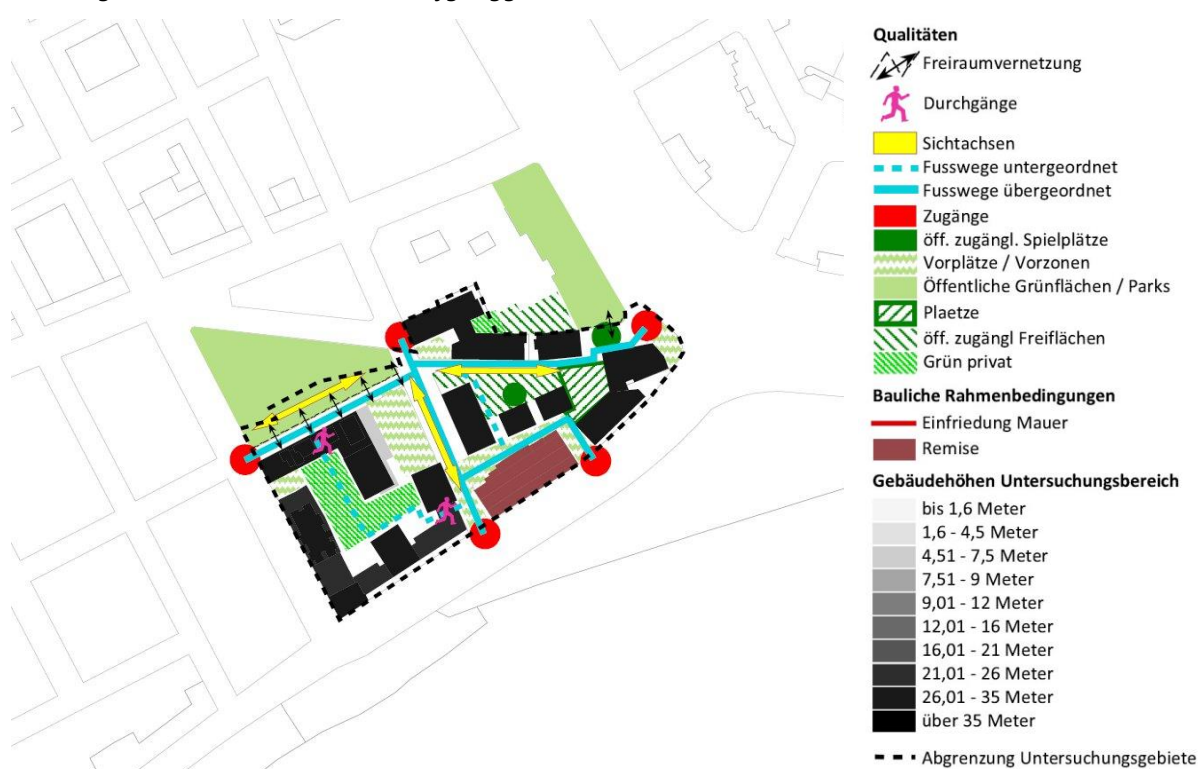 Qualitäten
Freiraumvernetzung
Durchgänge
Sichtachsen
Fusswege untergeordnet
Fusswege übergeordnet
Zugänge
öff. zugängl. Spielplätze
Vorplätze / Vorzonen
Öffentliche Grünflächen / Parks
Plaetze
öff. zugängl Freiflächen
Grün privat
Bauliche Rahmenbedingungen
Einfriedung Mauer
Remise
Gebäudehöhen Untersuchungsbereich
bis 1,6 Meter
1,6 - 4,5 Meter
4,51 - 7,5 Meter
7,51 - 9 Meter
9,01 - 12 Meter
12,01 - 16 Meter
16,01 - 21 Meter
21,01 - 26 Meter
26,01 - 35 Meter
über 35 Meter
Abgrenzung Untersuchungsgebiete